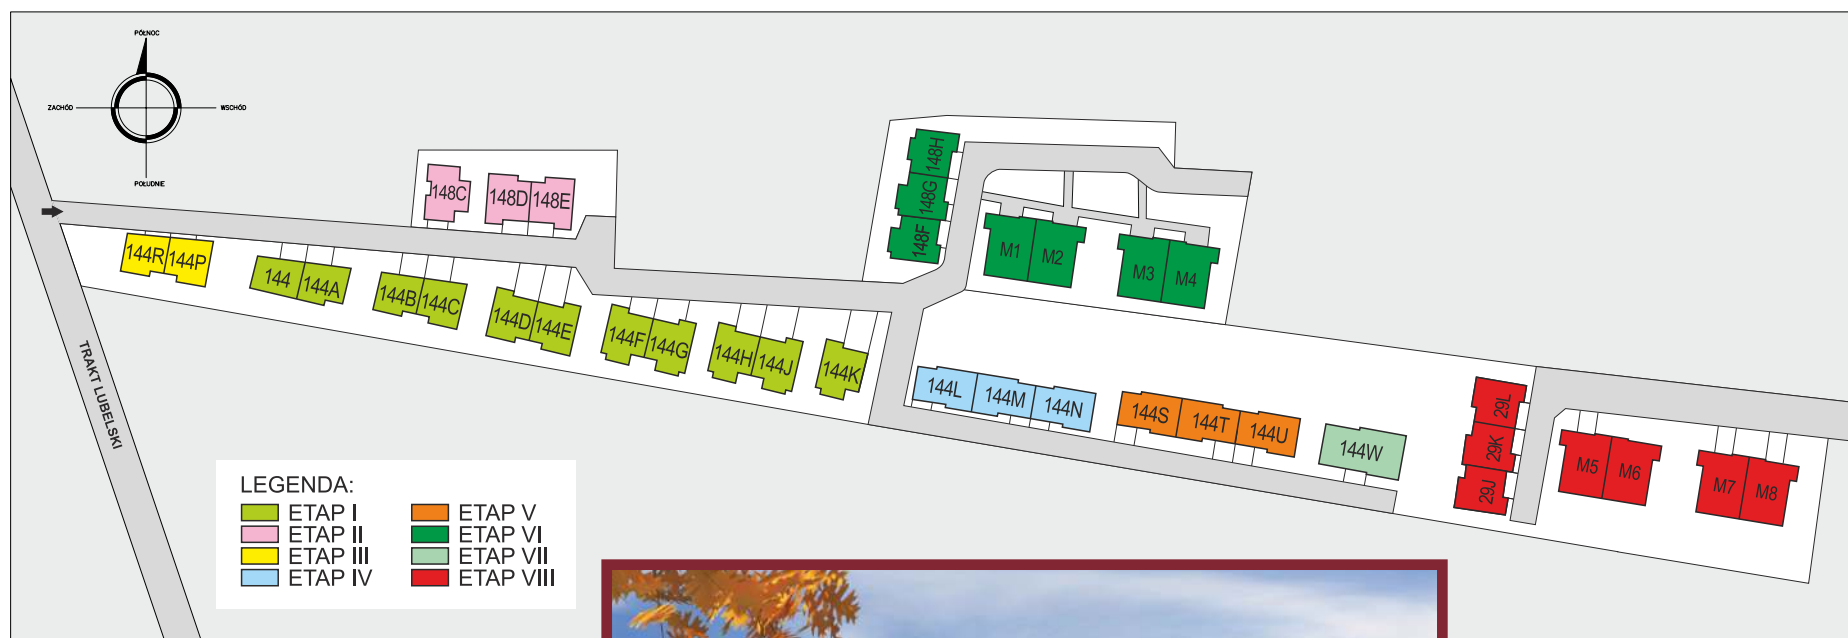 PÓŁNOC
ZACHÓD
WSCHÓD
POŁUDNIE
148C
148D
148E
148H
148G
148F
M1
M2
M3
M4
144R
144P
144
144A
144B
144C
144D
144E
144F
144G
144H
144J
144K
144L
144M
144N
144S
144T
144U
144W
29L
29K
29J
M5
M6
M7
M8
TRAKT LUBELSKI
LEGENDA:
ETAP I
ETAP II
ETAP III
ETAP IV
ETAP V
ETAP VI
ETAP VII
ETAP VIII